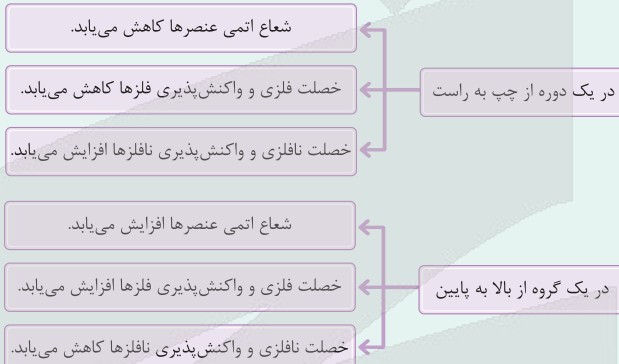 در یک دوره از چپ به راست
شعاع اتمی عنصرها کاهش می‌یابد.
خصلت فلزی و واکنش‌پذیری فلزها کاهش می‌یابد.
خصلت نافلزی و واکنش‌پذیری نافلزها افزایش می‌یابد.
در یک گروه از بالا به پایین
شعاع اتمی عنصرها افزایش می‌یابد.
خصلت فلزی و واکنش‌پذیری فلزها افزایش می‌یابد.
خصلت نافلزی و واکنش‌پذیری نافلزها کاهش می‌یابد.